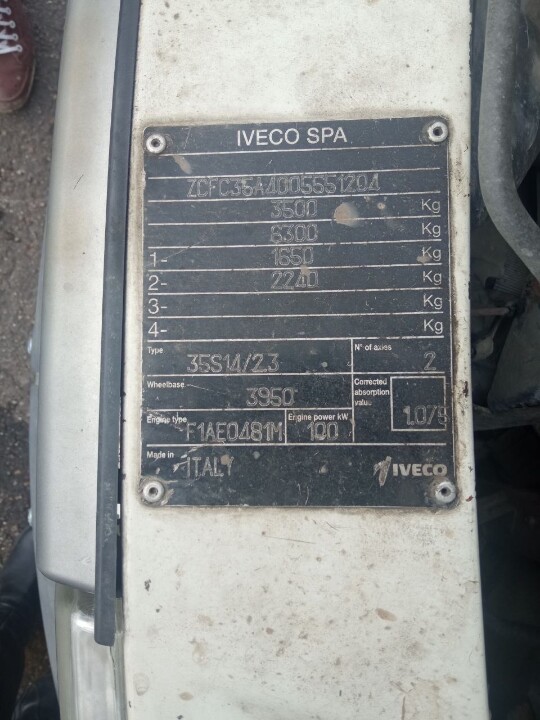 IVECO SPA
ZCFC35A4005551204
3500 Kg
6300 Kg
1- 1650 Kg
2- 2240 Kg
3- Kg
4- Kg
Type 35S14/2.3 N° of axles 2
Wheelbase 3950 Corrected absorption value 1.075
Engine type F1AE0481M Engine power kW 100
Made in ITALY IVECO